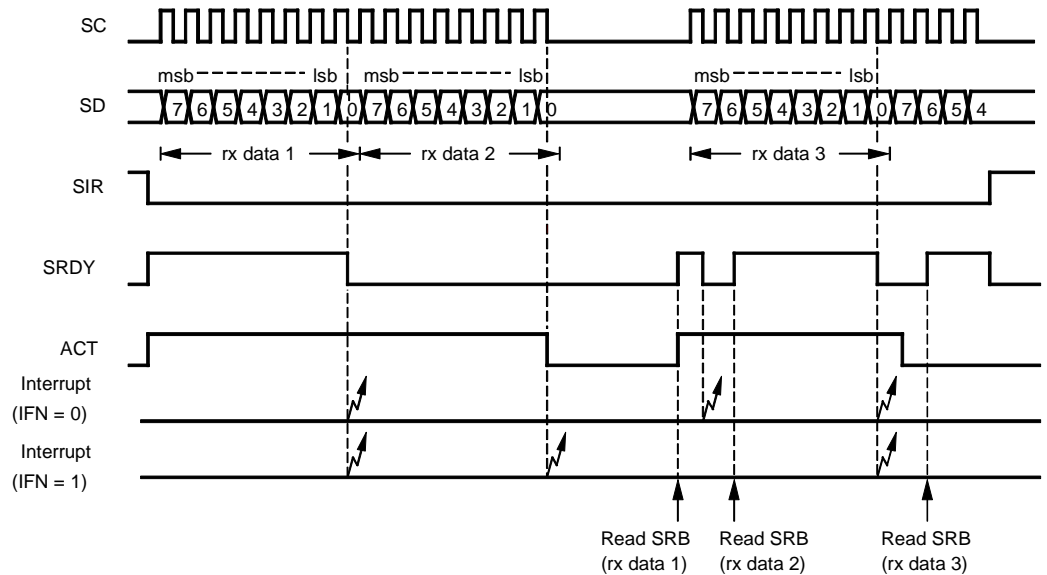 SC
msb lsb msb lsb msb lsb
SD 7 6 5 4 3 2 1 0 7 6 5 4 3 2 1 0 7 6 5 4 3 2 1 0 7 6 5 4
rx data 1 rx data 2 rx data 3
SIR
SRDY
ACT
Interrupt
(IFN = 0)
Interrupt
(IFN = 1)
Read SRB
(rx data 1)
Read SRB
(rx data 2)
Read SRB
(rx data 3)